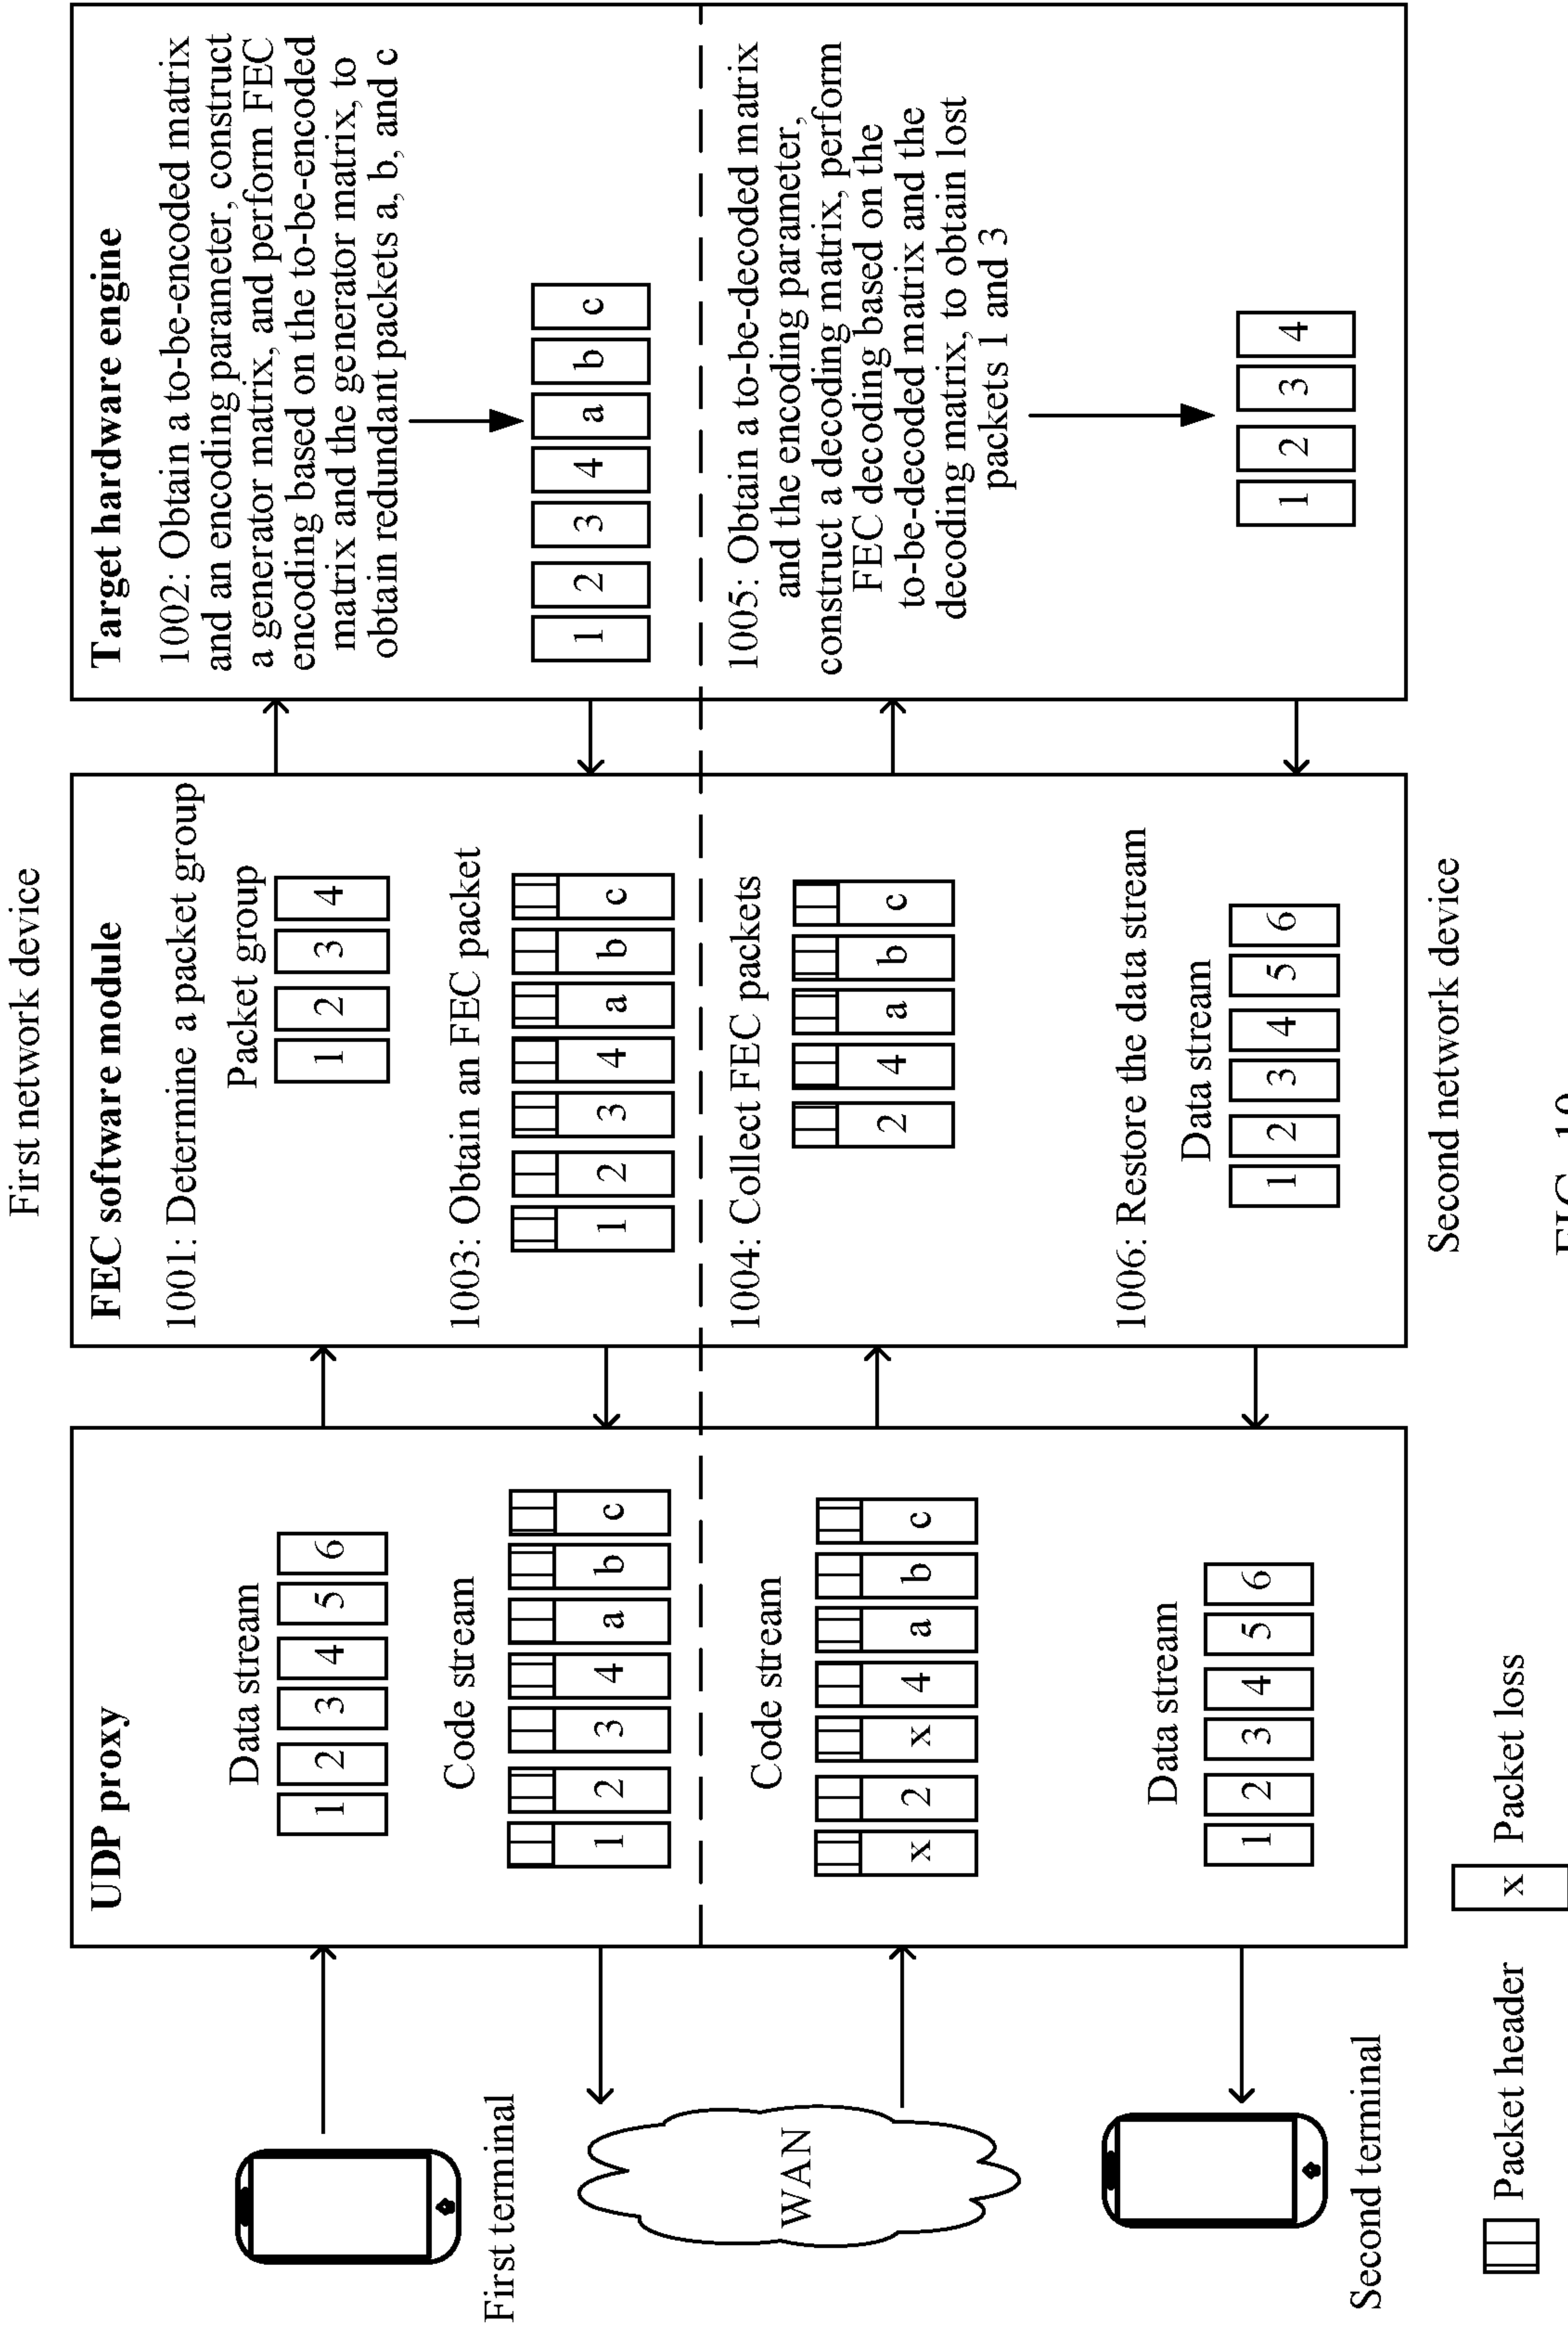 First network device
UDP proxy
FEC software module
Target hardware engine
Data stream
1 2 3 4 5 6
1001: Determine a packet group
Packet group
1 2 3 4
1002: Obtain a to-be-encoded matrix
and an encoding parameter, construct
a generator matrix, and perform FEC
encoding based on the to-be-encoded
matrix and the generator matrix, to
obtain redundant packets a, b, and c
1 2 3 4 a b c
First terminal
Code stream
1 2 3 4 a b c
1003: Obtain an FEC packet
1 2 3 4 a b c
WAN
Code stream
x 2 x 4 a b c
1004: Collect FEC packets
2 4 a b c
1005: Obtain a to-be-decoded matrix
and the encoding parameter,
construct a decoding matrix, perform
FEC decoding based on the
to-be-decoded matrix and the
decoding matrix, to obtain lost
packets 1 and 3
1 2 3 4
Second terminal
Data stream
1 2 3 4 5 6
1006: Restore the data stream
Data stream
1 2 3 4 5 6
Second network device
Packet header
x Packet loss
FIG. 10